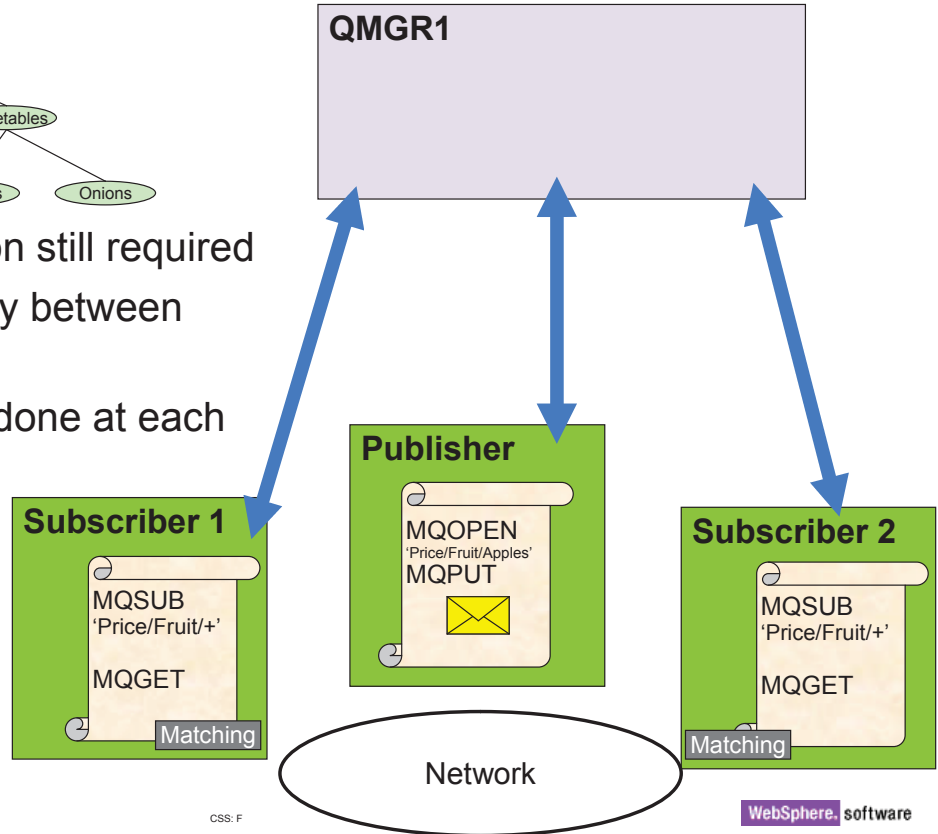 QMGR1
etables
s
Onions
on still required
y between
done at each
Publisher
MQOPEN
‘Price/Fruit/Apples’
MQPUT
Subscriber 1
MQSUB
‘Price/Fruit/+’
MQGET
Matching
Subscriber 2
MQSUB
‘Price/Fruit/+’
MQGET
Matching
Network
CSS: F
WebSphere. software